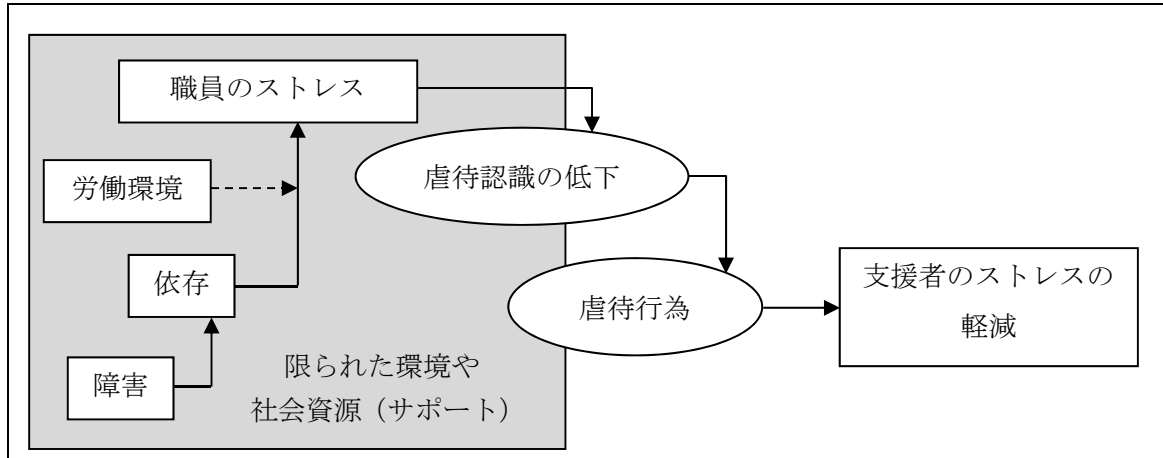 職員のストレス
虐待認識の低下
労働環境
依存
支援者のストレスの
軽減
虐待行為
障害
限られた環境や
社会資源（サポート）